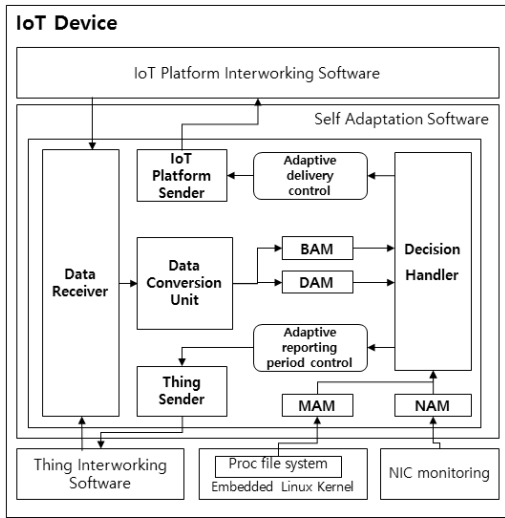 IoT Device
IoT Platform Interworking Software
Self Adaptation Software
IoT
Platform
Sender
Adaptive
delivery
control
Data
Receiver
Data
Conversion
Unit
BAM
DAM
Decision
Handler
Adaptive
reporting
period control
Thing
Sender
MAM
NAM
Thing Interworking
Software
Proc file system
Embedded Linux Kernel
NIC monitoring